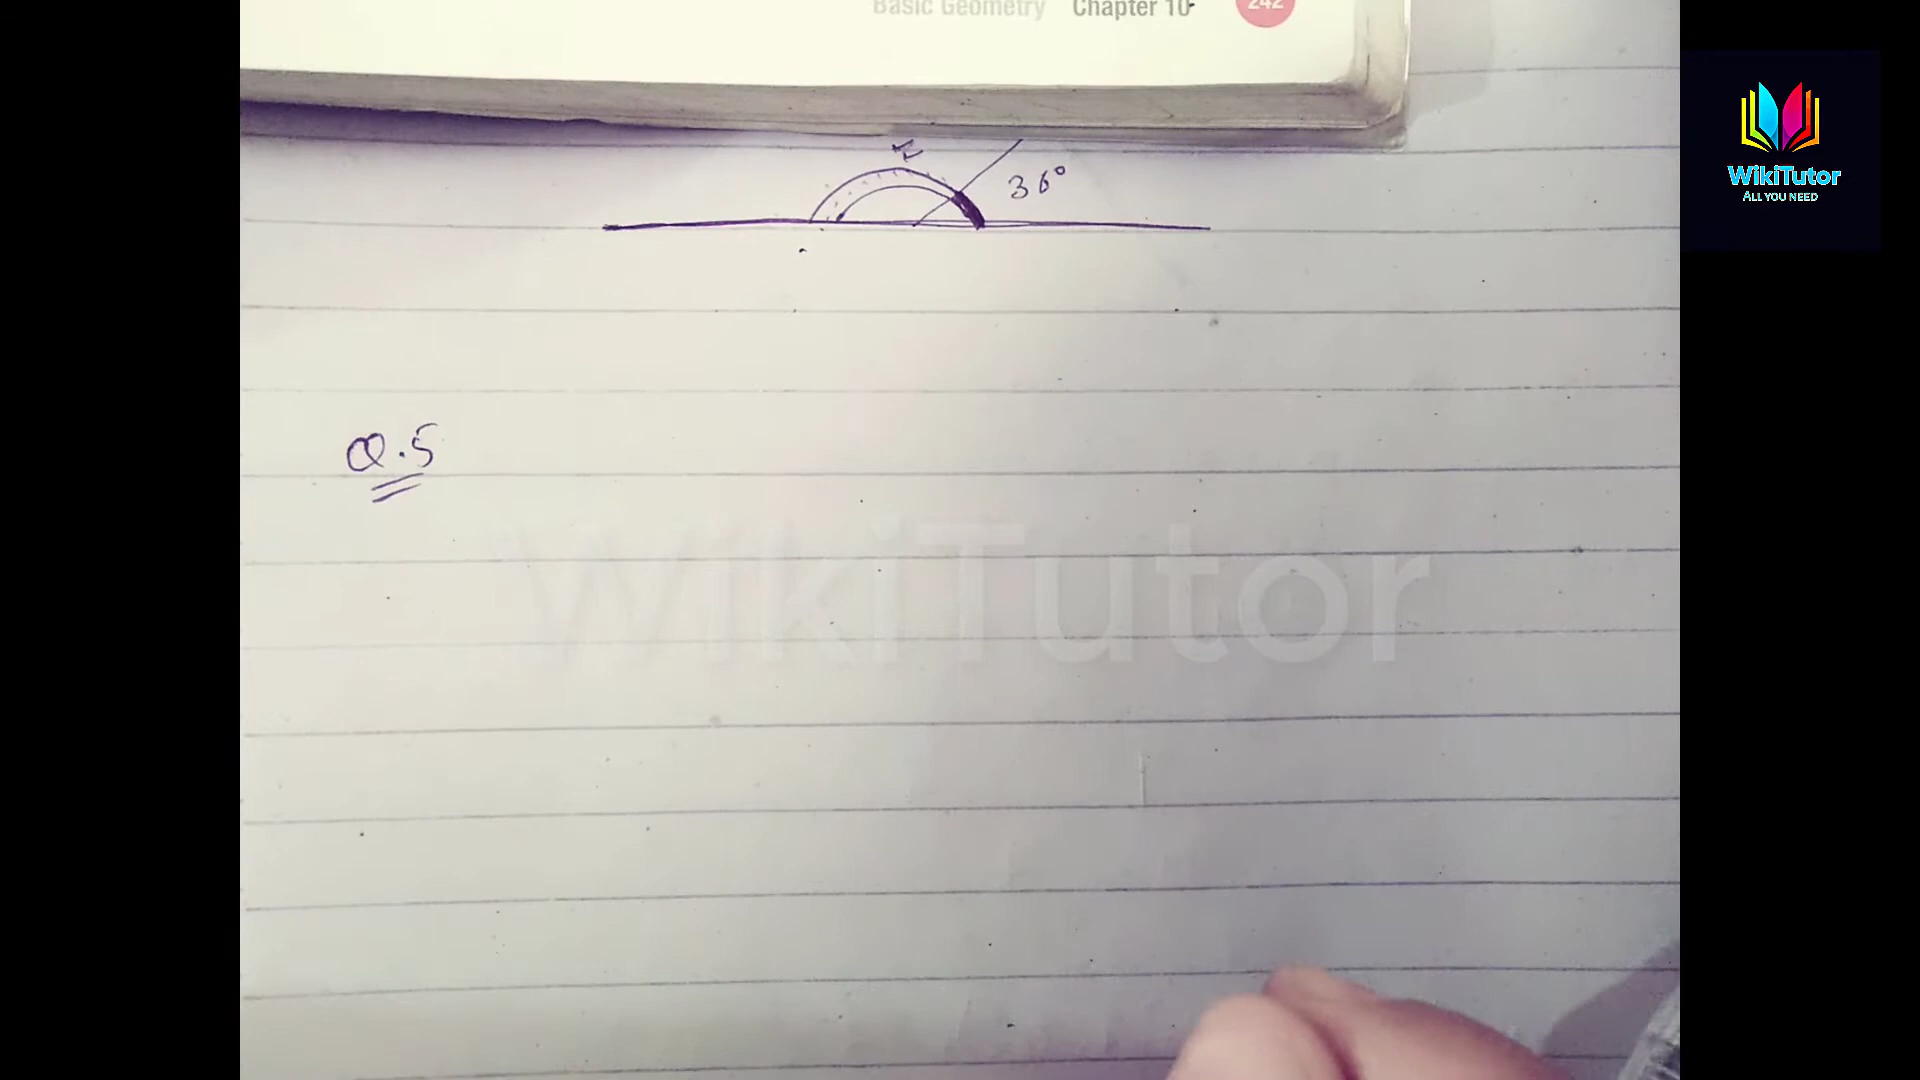 Basic Geometry Chapter 10 242
36°
Q.5
WikiTutor
WikiTutor
ALL YOU NEED